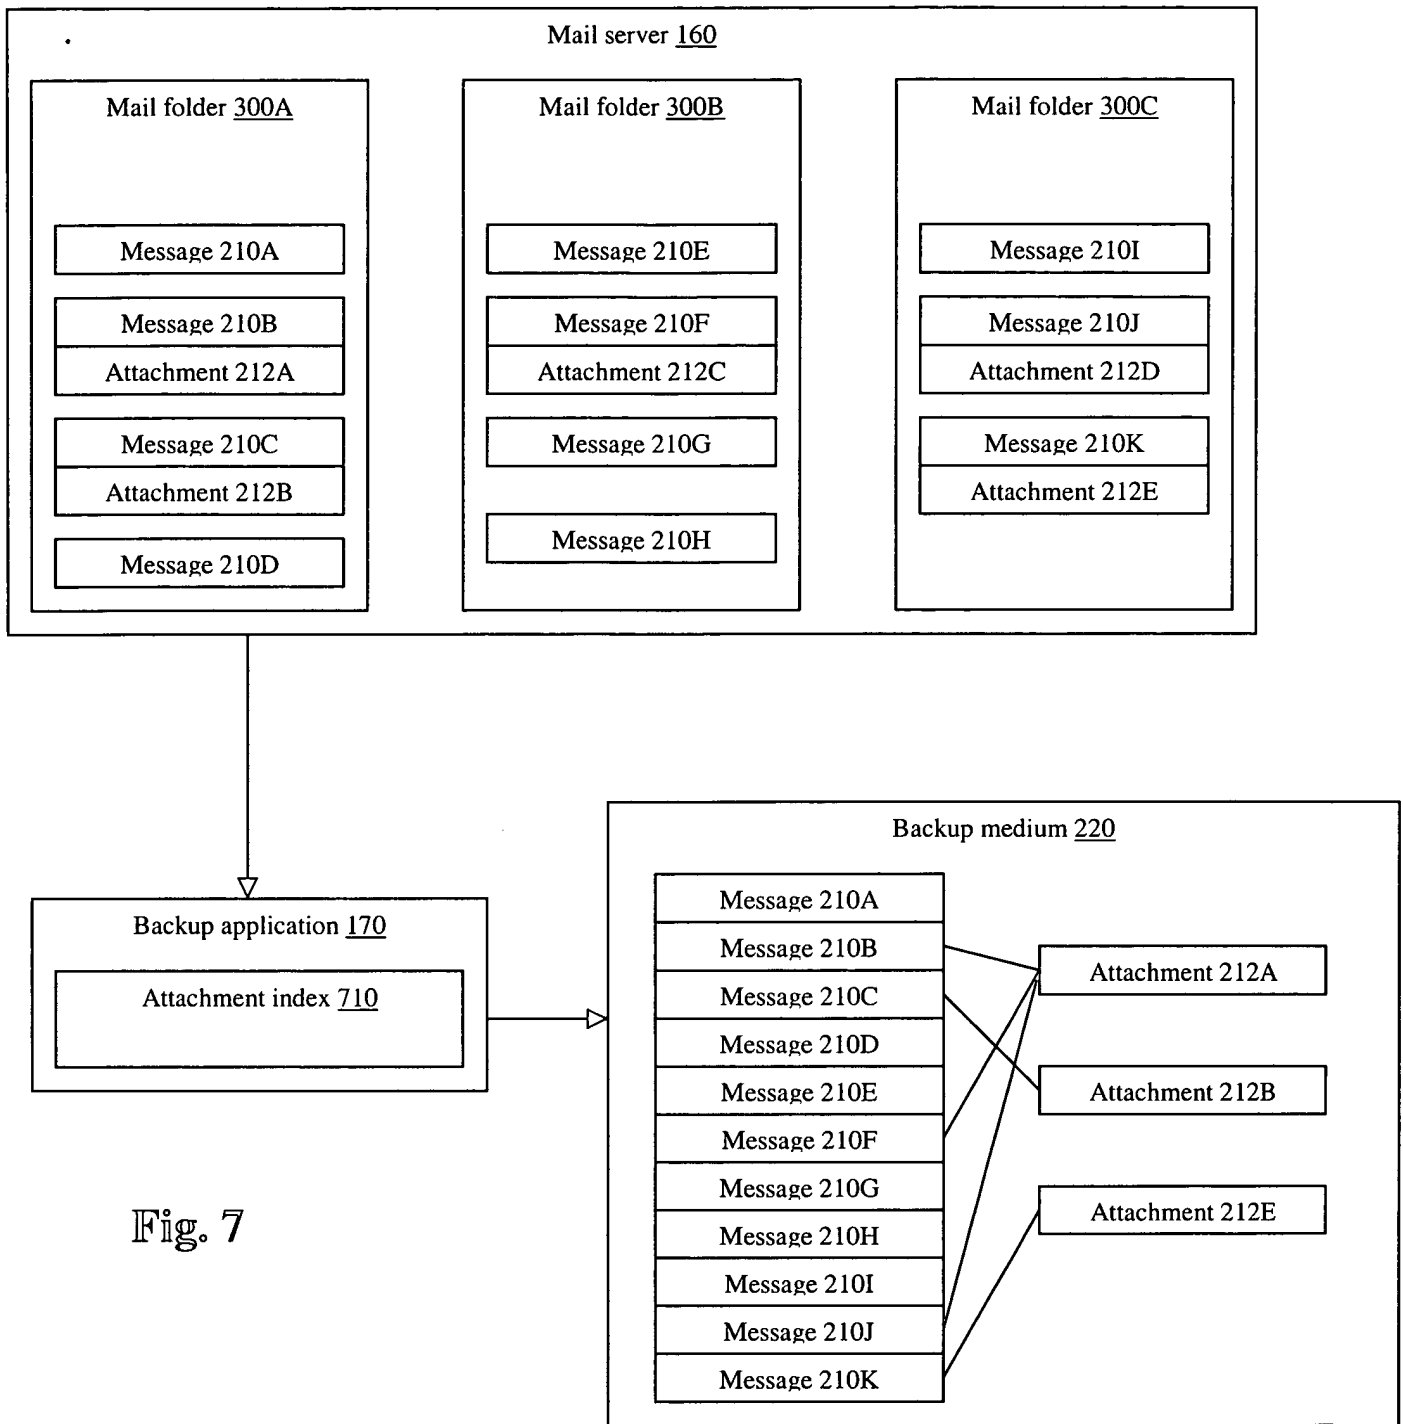 Mail server 160
Mail folder 300A
Message 210A
Message 210B
Attachment 212A
Message 210C
Attachment 212B
Message 210D
Mail folder 300B
Message 210E
Message 210F
Attachment 212C
Message 210G
Message 210H
Mail folder 300C
Message 210I
Message 210J
Attachment 212D
Message 210K
Attachment 212E
Backup application 170
Attachment index 710
Backup medium 220
Message 210A
Message 210B
Message 210C
Message 210D
Message 210E
Message 210F
Message 210G
Message 210H
Message 210I
Message 210J
Message 210K
Attachment 212A
Attachment 212B
Attachment 212E
Fig. 7